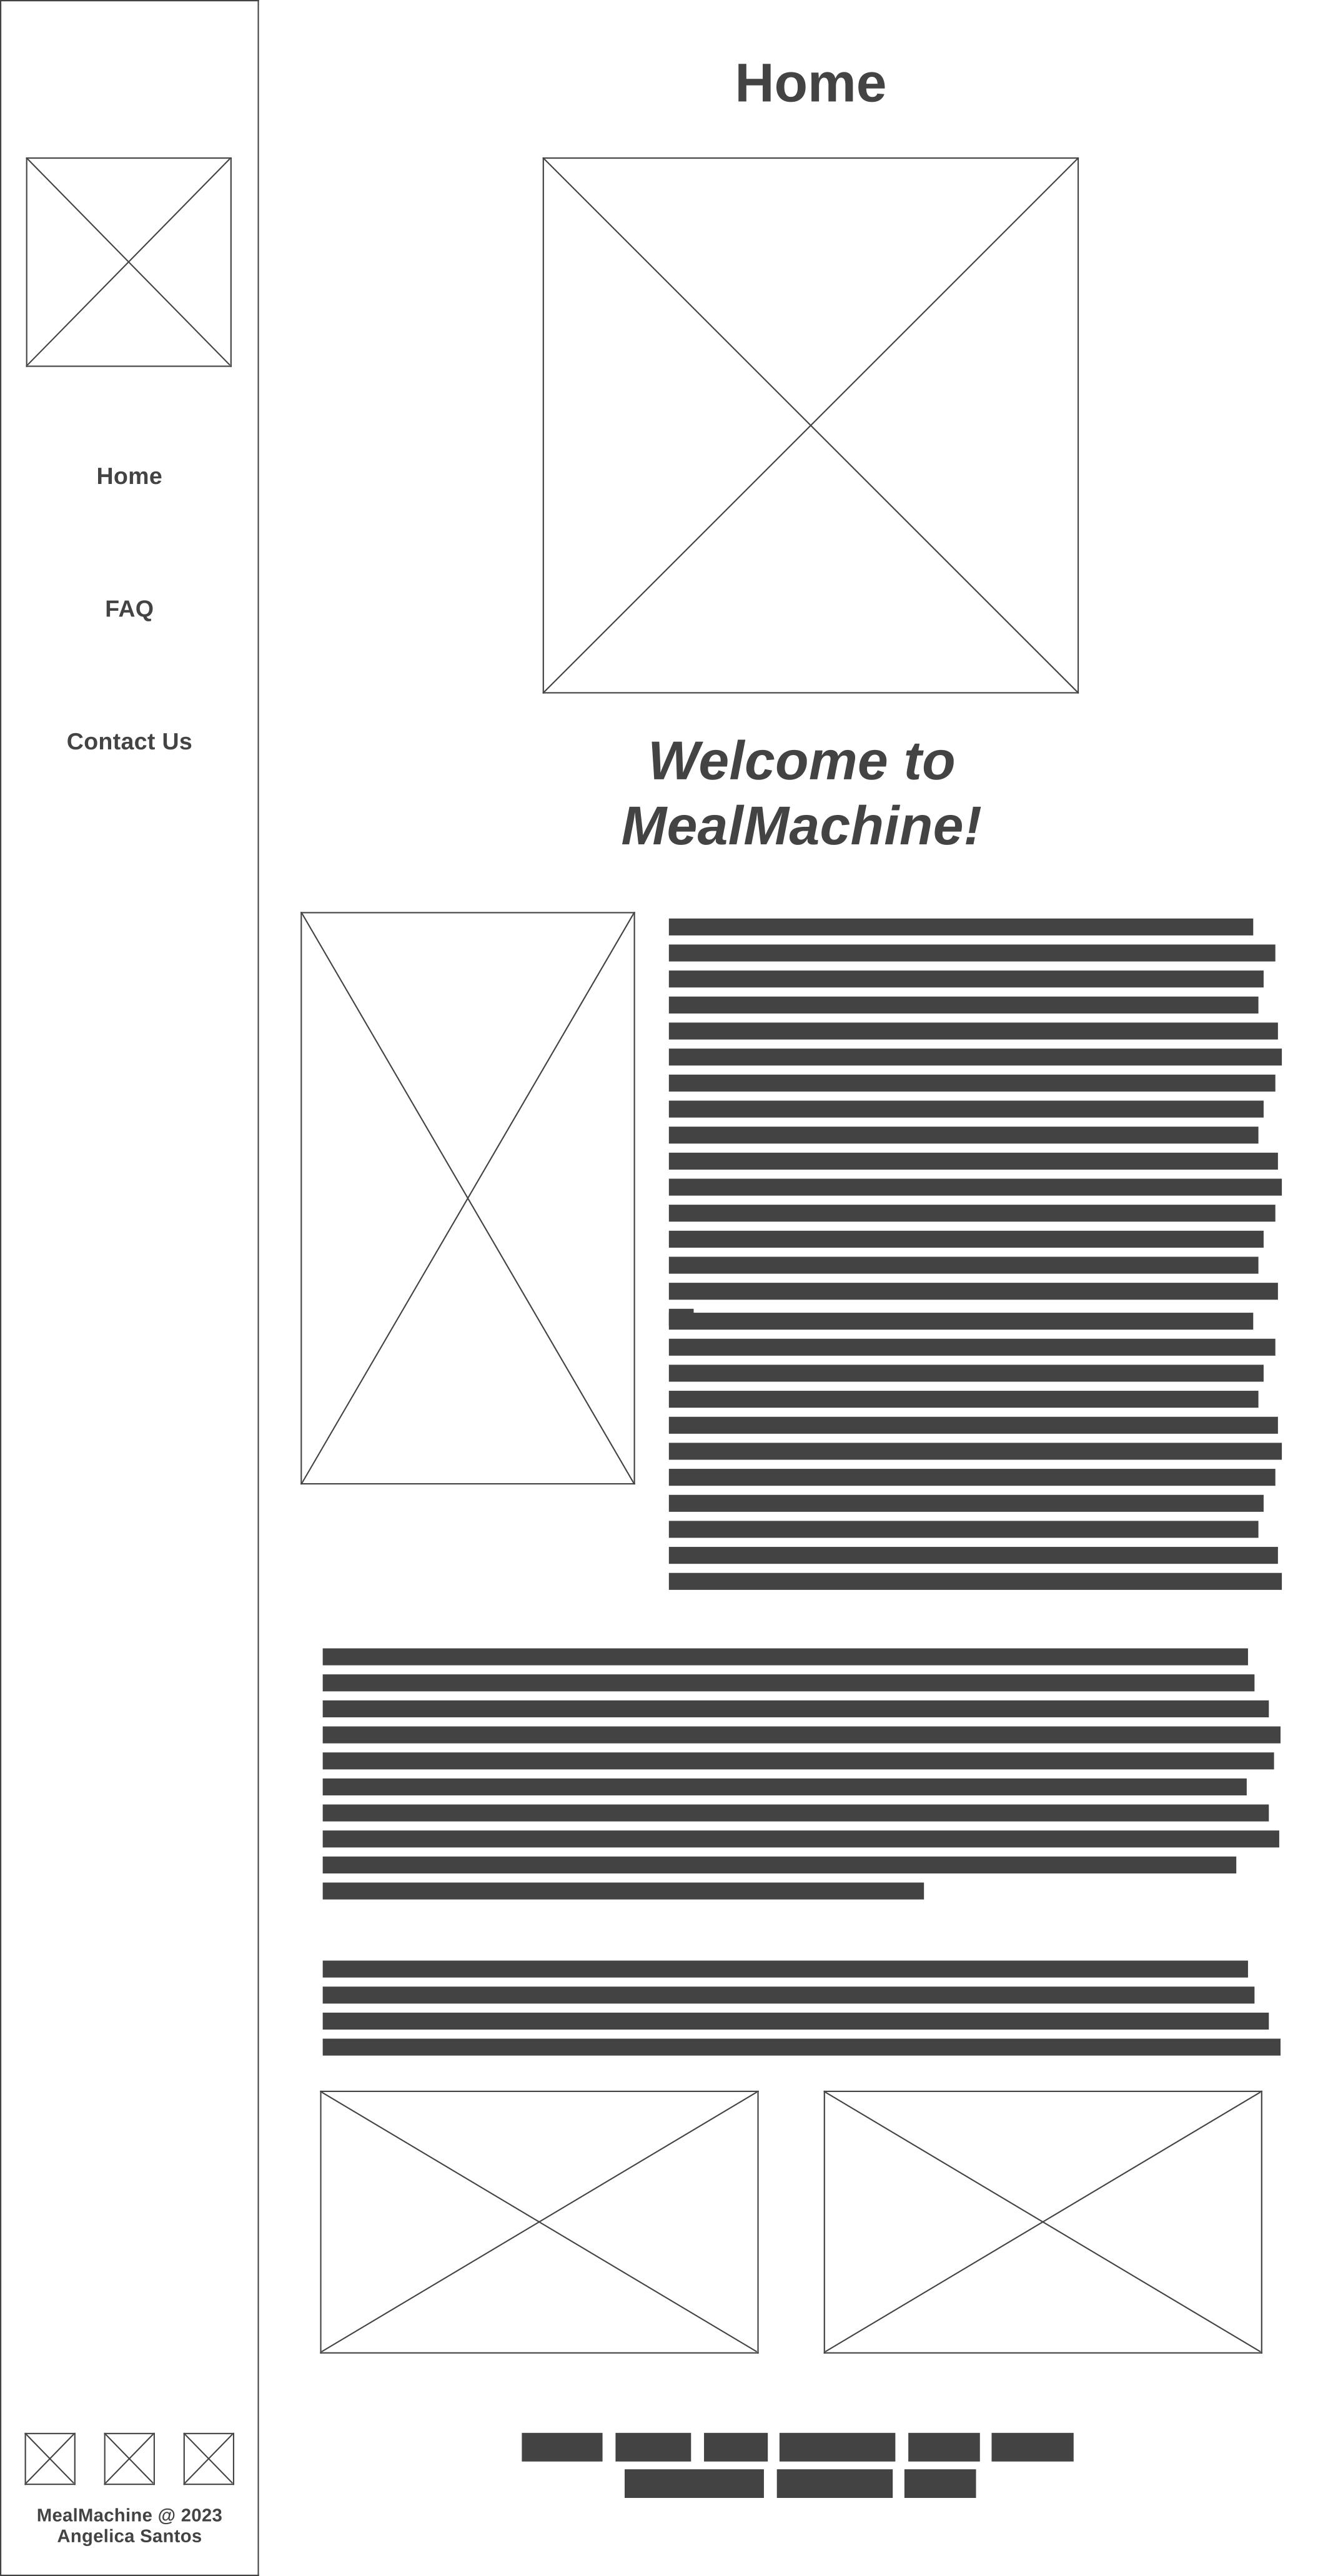 Home
Home
FAQ
Contact Us
Welcome to
MealMachine!
MealMachine @ 2023
Angelica Santos